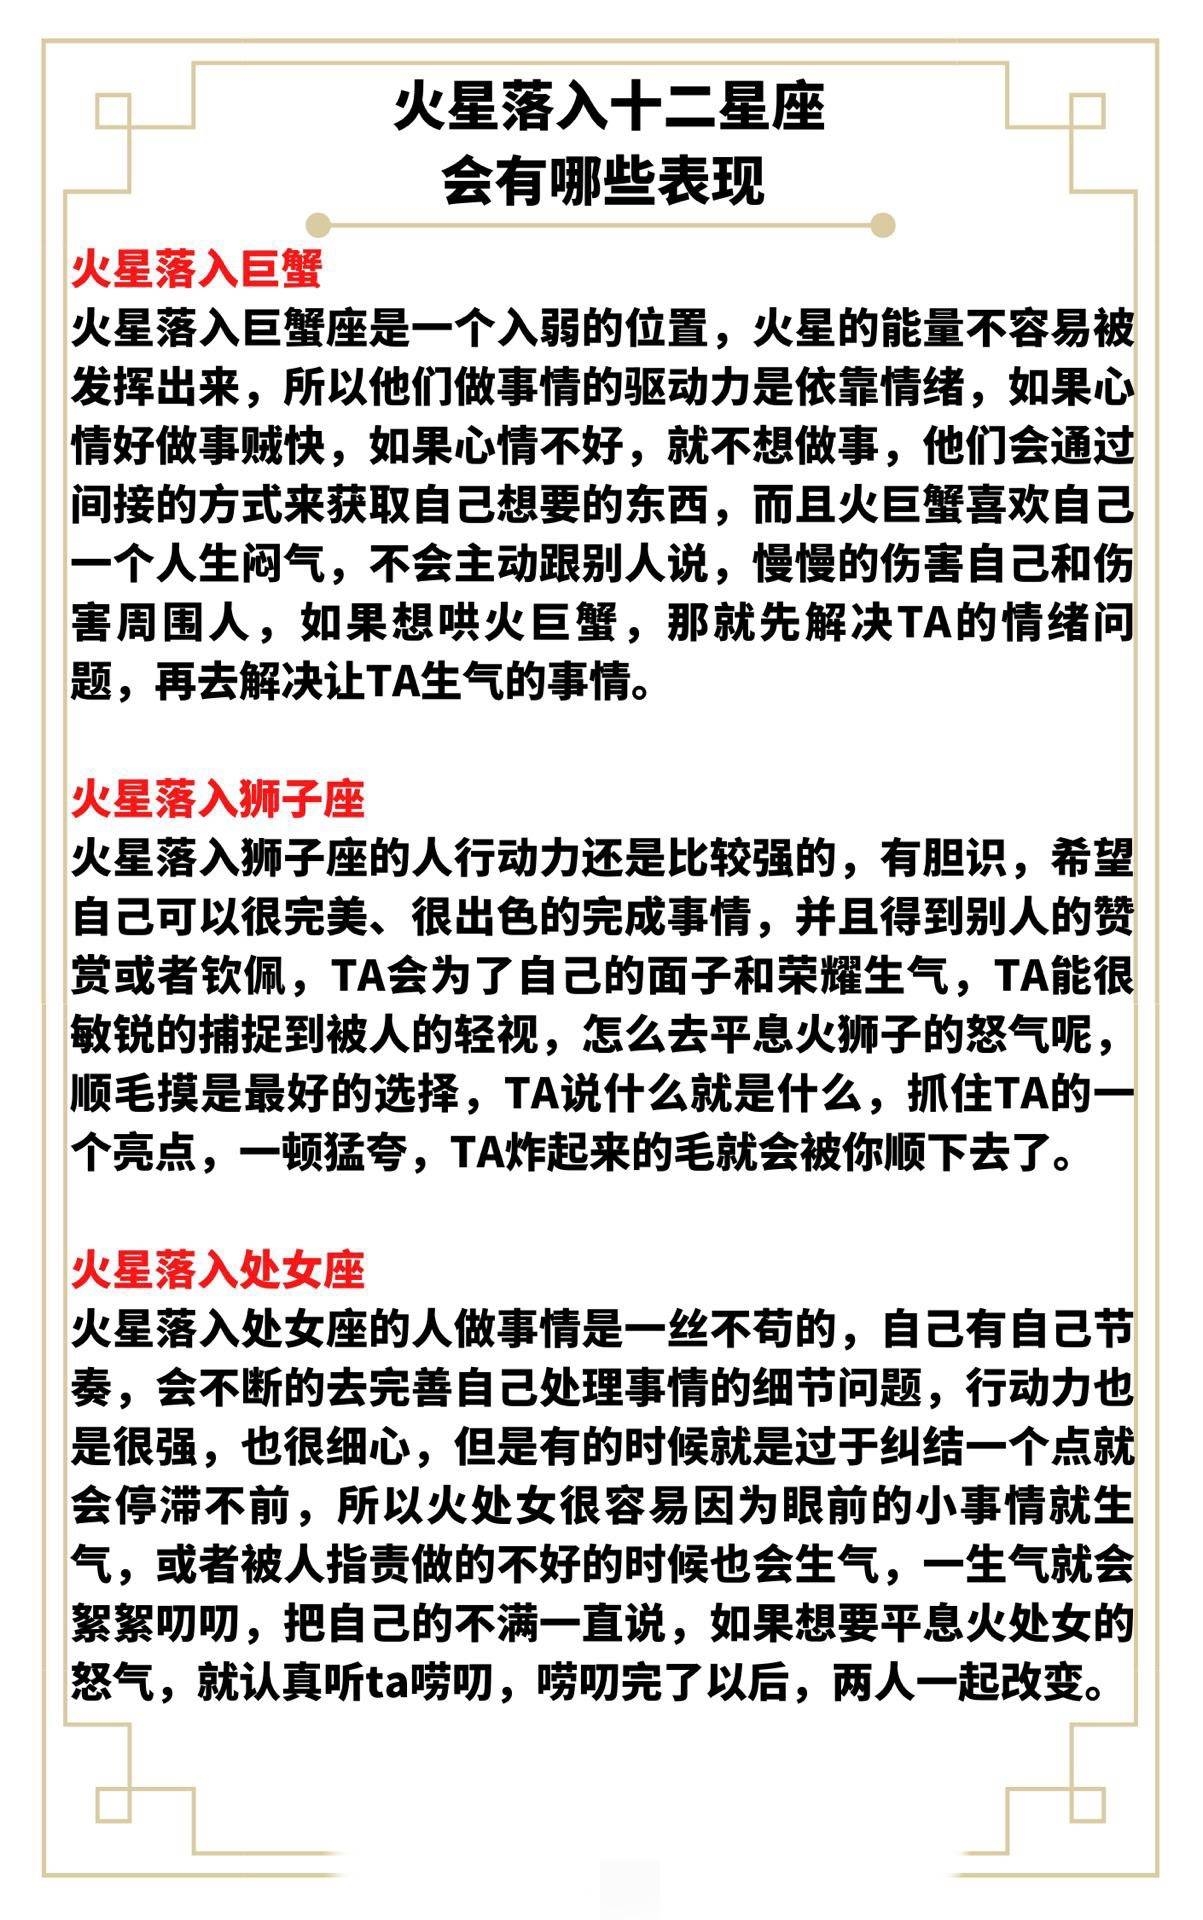 火星落入十二星座
会有哪些表现
火星落入巨蟹
火星落入巨蟹座是一个入弱的位置，火星的能量不容易被
发挥出来，所以他们做事情的驱动力是依靠情绪，如果心
情好做事贼快，如果心情不好，就不想做事，他们会通过
间接的方式来获取自己想要的东西，而且火巨蟹喜欢自己
一个人生闷气，不会主动跟别人说，慢慢的伤害自己和伤
害周围人，如果想哄火巨蟹，那就先解决TA的情绪问
题，再去解决让TA生气的事情。
火星落入狮子座
火星落入狮子座的人行动力还是比较强的，有胆识，希望
自己可以很完美、很出色的完成事情，并且得到别人的赞
赏或者钦佩，TA会为了自己的面子和荣耀生气，TA能很
敏锐的捕捉到被人的轻视，怎么去平息火狮子的怒气呢，
顺毛摸是最好的选择，TA说什么就是什么，抓住TA的一
个亮点，一顿猛夸，TA炸起来的毛就会被你顺下去了。
火星落入处女座
火星落入处女座的人做事情是一丝不苟的，自己有自己节
奏，会不断的去完善自己处理事情的细节问题，行动力也
是很强，也很细心，但是有的时候就是过于纠结一个点就
会停滞不前，所以火处女很容易因为眼前的小事情就生
气，或者被人指责做的不好的时候也会生气，一生气就会
絮絮叨叨，把自己的不满一直说，如果想要平息火处女的
怒气，就认真听ta唠叨，唠叨完了以后，两人一起改变。